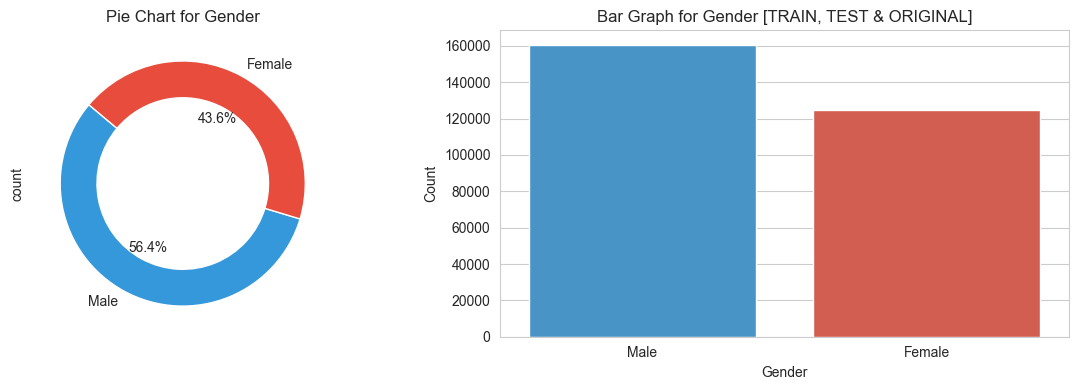 Pie Chart for Gender
Female
43.6%
count
56.4%
Male
Bar Graph for Gender [TRAIN, TEST & ORIGINAL]
160000
140000
120000
100000
80000
60000
40000
20000
0
Count
Male
Female
Gender